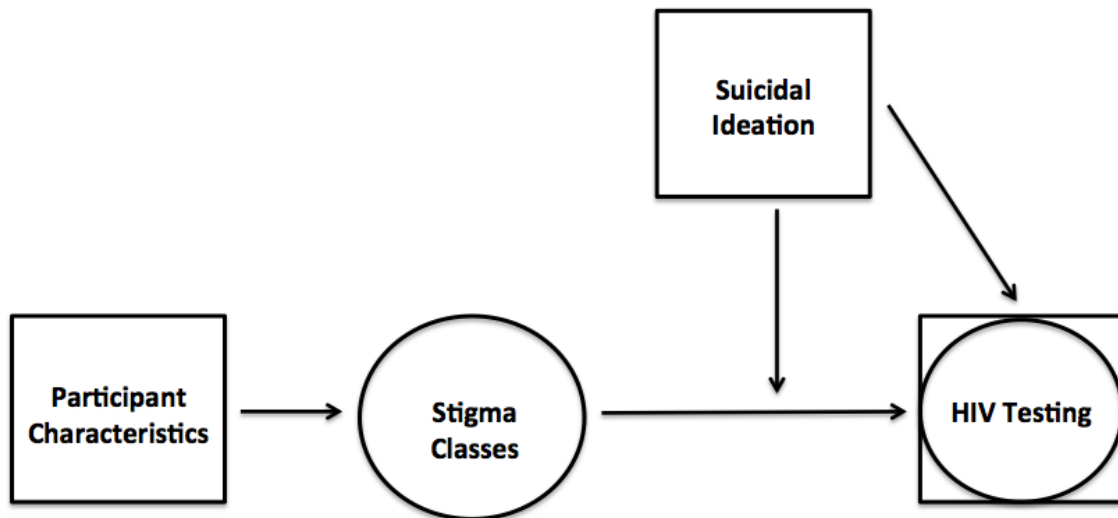 Suicidal
Ideation
Participant
Characteristics
Stigma
Classes
HIV Testing